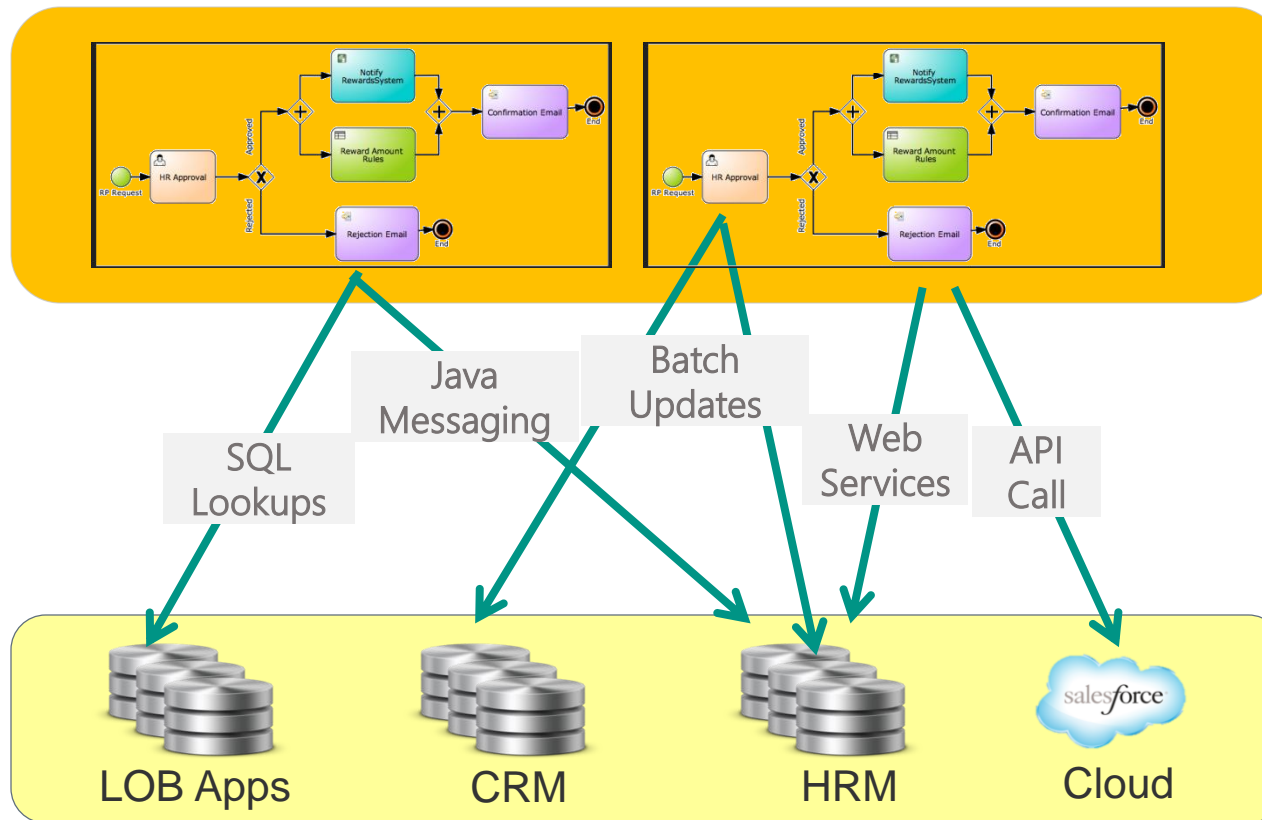 Notify
RewardsSystem
Approved
Confirmation Email
End
Reward Amount
Rules
HR Approval
X
RP Request
Rejected
Rejection Email
End
Notify
RewardsSystem
Approved
Confirmation Email
End
Reward Amount
Rules
HR Approval
X
RP Request
Rejected
Rejection Email
End
Java
Messaging
Batch
Updates
SQL
Lookups
Web
Services
API
Call
salesforce
LOB Apps
CRM
HRM
Cloud